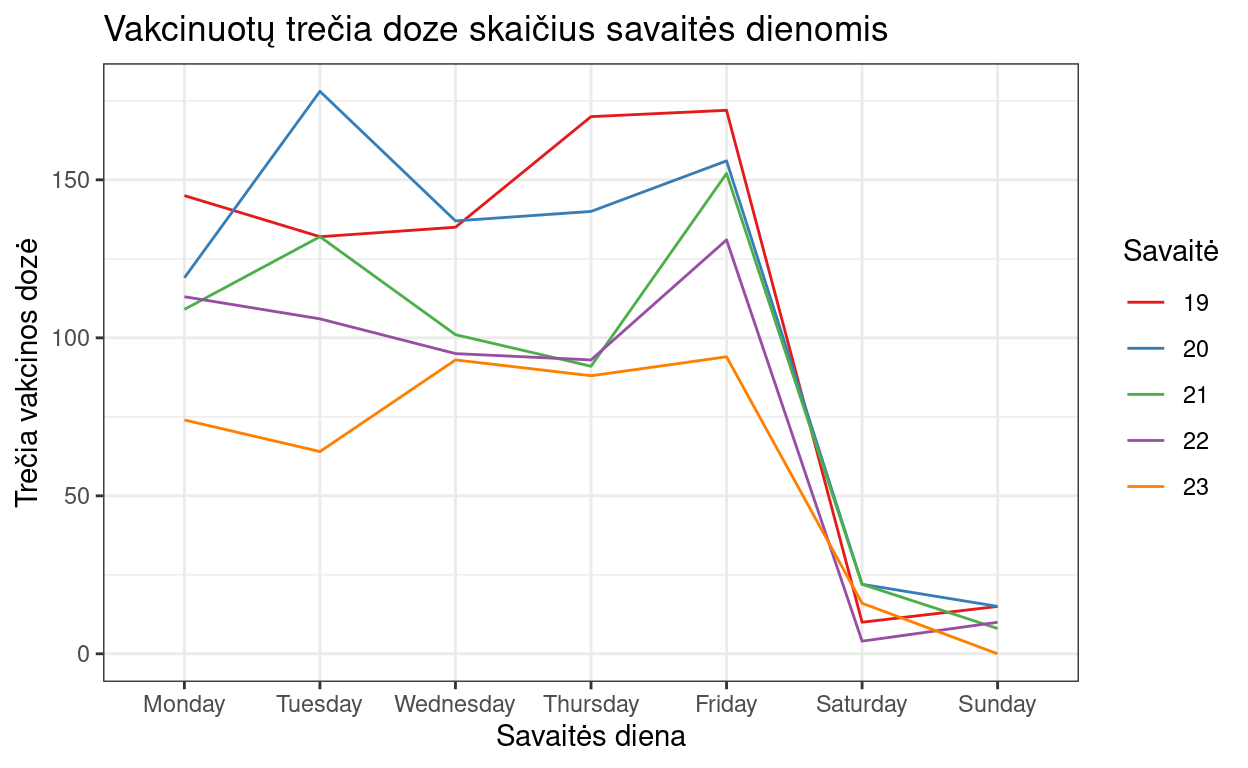 Vakcinuotų trečia doze skaičius savaitės dienomis
Trečia vakcinos dozė
150
100
50
0
Monday Tuesday Wednesday Thursday Friday Saturday Sunday
Savaitės diena
Savaitė
19
20
21
22
23